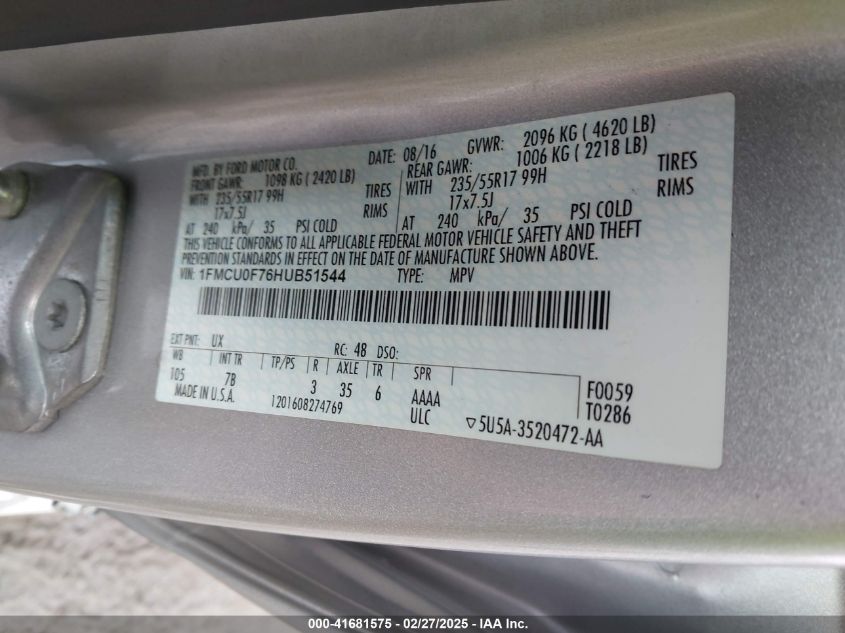 MFD. BY FORD MOTOR CO. DATE: 08/16 GVWR: 2096 KG ( 4620 LB)
FRONT GAWR: 1098 KG ( 2420 LB) REAR GAWR: 1006 KG ( 2218 LB)
WITH 235/55R17 99H TIRES WITH 235/55R17 99H TIRES
17x7.5J RIMS 17x7.5J RIMS
AT 240 kPa/ 35 PSI COLD AT 240 kPa/ 35 PSI COLD
THIS VEHICLE CONFORMS TO ALL APPLICABLE FEDERAL MOTOR VEHICLE SAFETY AND THEFT
PREVENTION STANDARDS IN EFFECT ON THE DATE OF MANUFACTURE SHOWN ABOVE.
VIN: 1FMCU0F76HUB51544 TYPE: MPV
EXT PNT: UX RC: 48 DSO:
WB INT TR TP/PS R AXLE TR SPR
105 7B 3 35 6 AAAA F0059
MADE IN U.S.A. 1201608274769 ULC T0286
▽5U5A-3520472-AA
000-41681575 - 02/27/2025 - IAA Inc.